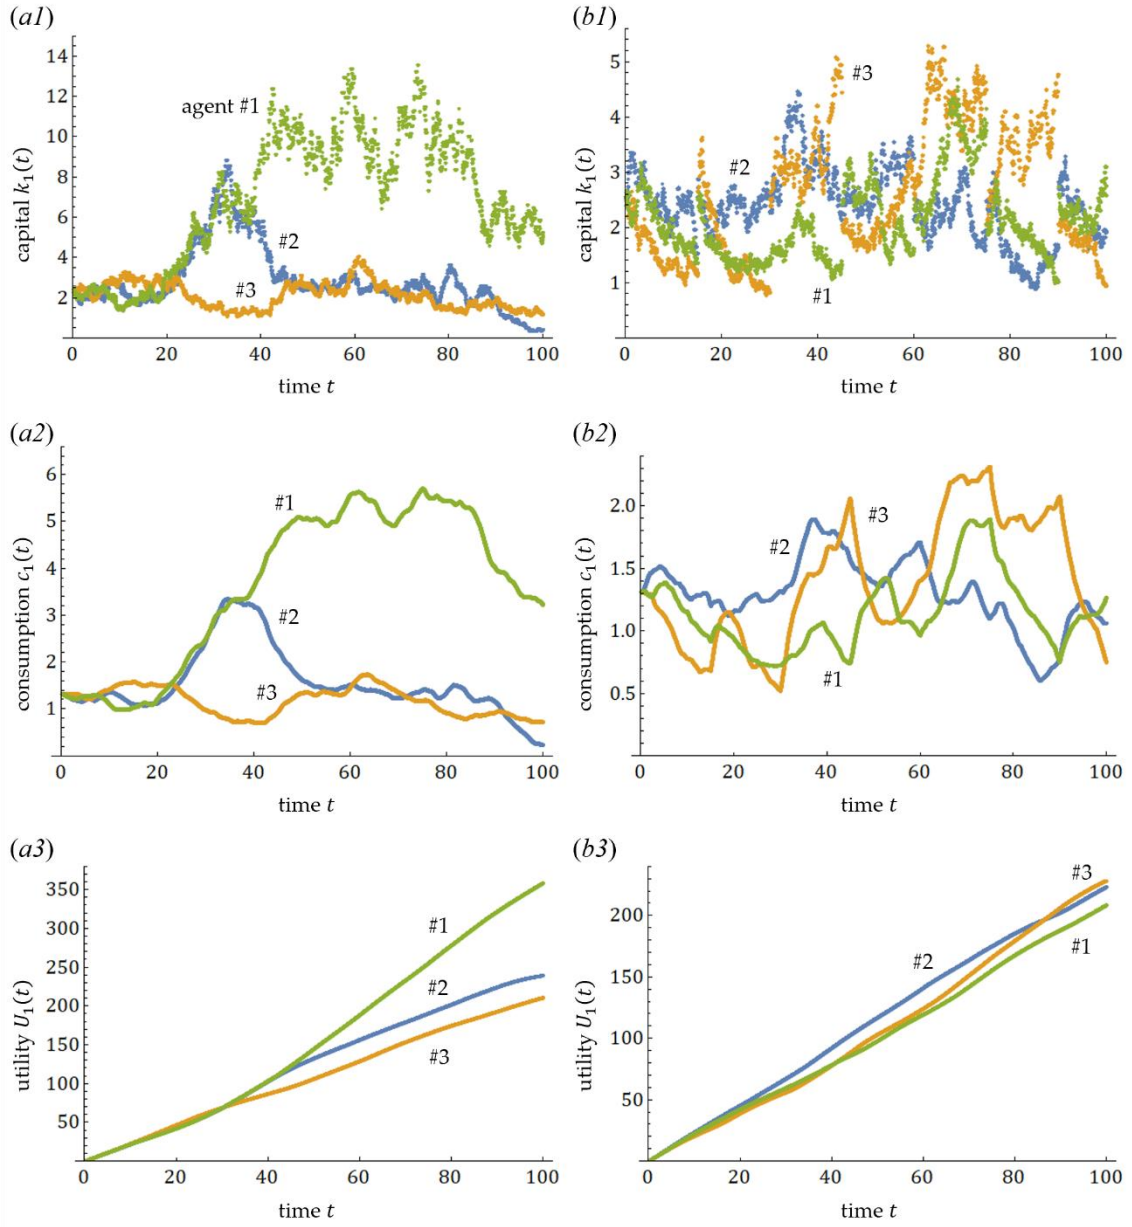 (a1)
14
12
10
8
6
4
2
capital k₁(t)
agent #1
#2
#3
0 20 40 60 80 100
time t
(b1)
5
4
3
2
1
capital k₁(t)
#3
#2
#1
0 20 40 60 80 100
time t
(a2)
6
5
4
3
2
1
consumption c₁(t)
#1
#2
#3
0 20 40 60 80 100
time t
(b2)
2.0
1.5
1.0
0.5
consumption c₁(t)
#3
#2
#1
0 20 40 60 80 100
time t
(a3)
350
300
250
200
150
100
50
utility U₁(t)
#1
#2
#3
0 20 40 60 80 100
time t
(b3)
200
150
100
50
utility U₁(t)
#3
#2
#1
0 20 40 60 80 100
time t